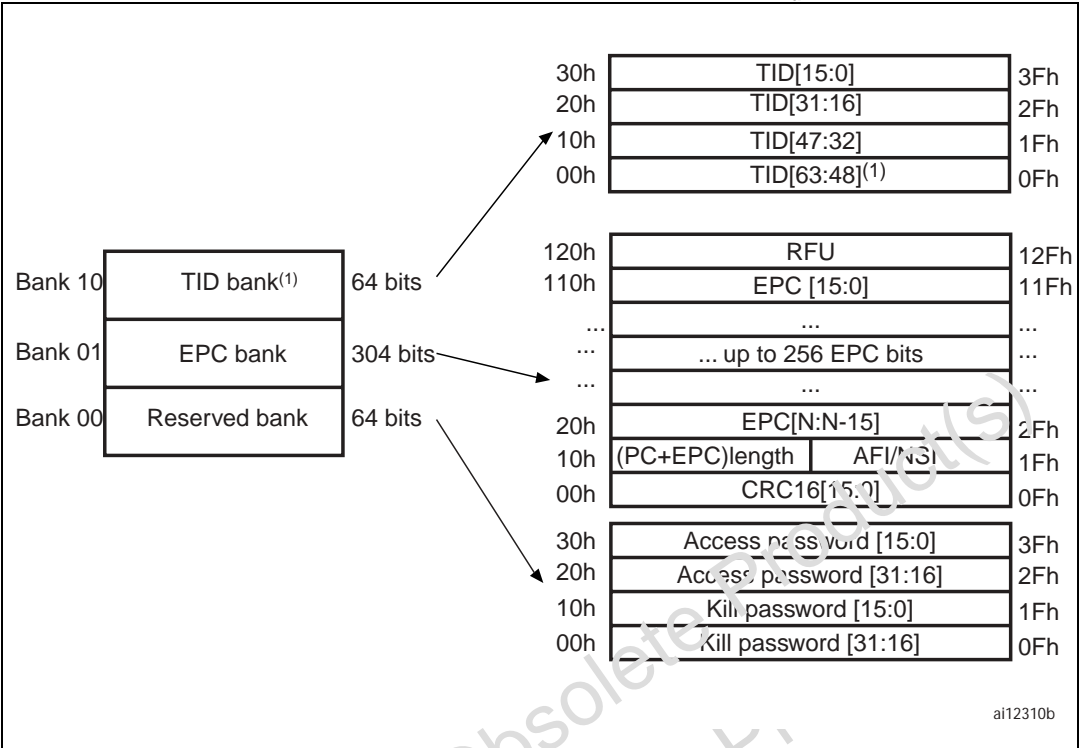 30h TID[15:0] 3Fh
20h TID[31:16] 2Fh
10h TID[47:32] 1Fh
00h TID[63:48](1) 0Fh
120h RFU 12Fh
110h EPC [15:0] 11Fh
... ... ...
... ... up to 256 EPC bits ...
... ... ...
20h EPC[N:N-15] 2Fh
10h (PC+EPC)length AFI/NSI 1Fh
00h CRC16[15:0] 0Fh
30h Access password [15:0] 3Fh
20h Access password [31:16] 2Fh
10h Kill password [15:0] 1Fh
00h Kill password [31:16] 0Fh
Bank 10 TID bank(1) 64 bits
Bank 01 EPC bank 304 bits
Bank 00 Reserved bank 64 bits
Obsolete Product(s)
ai12310b